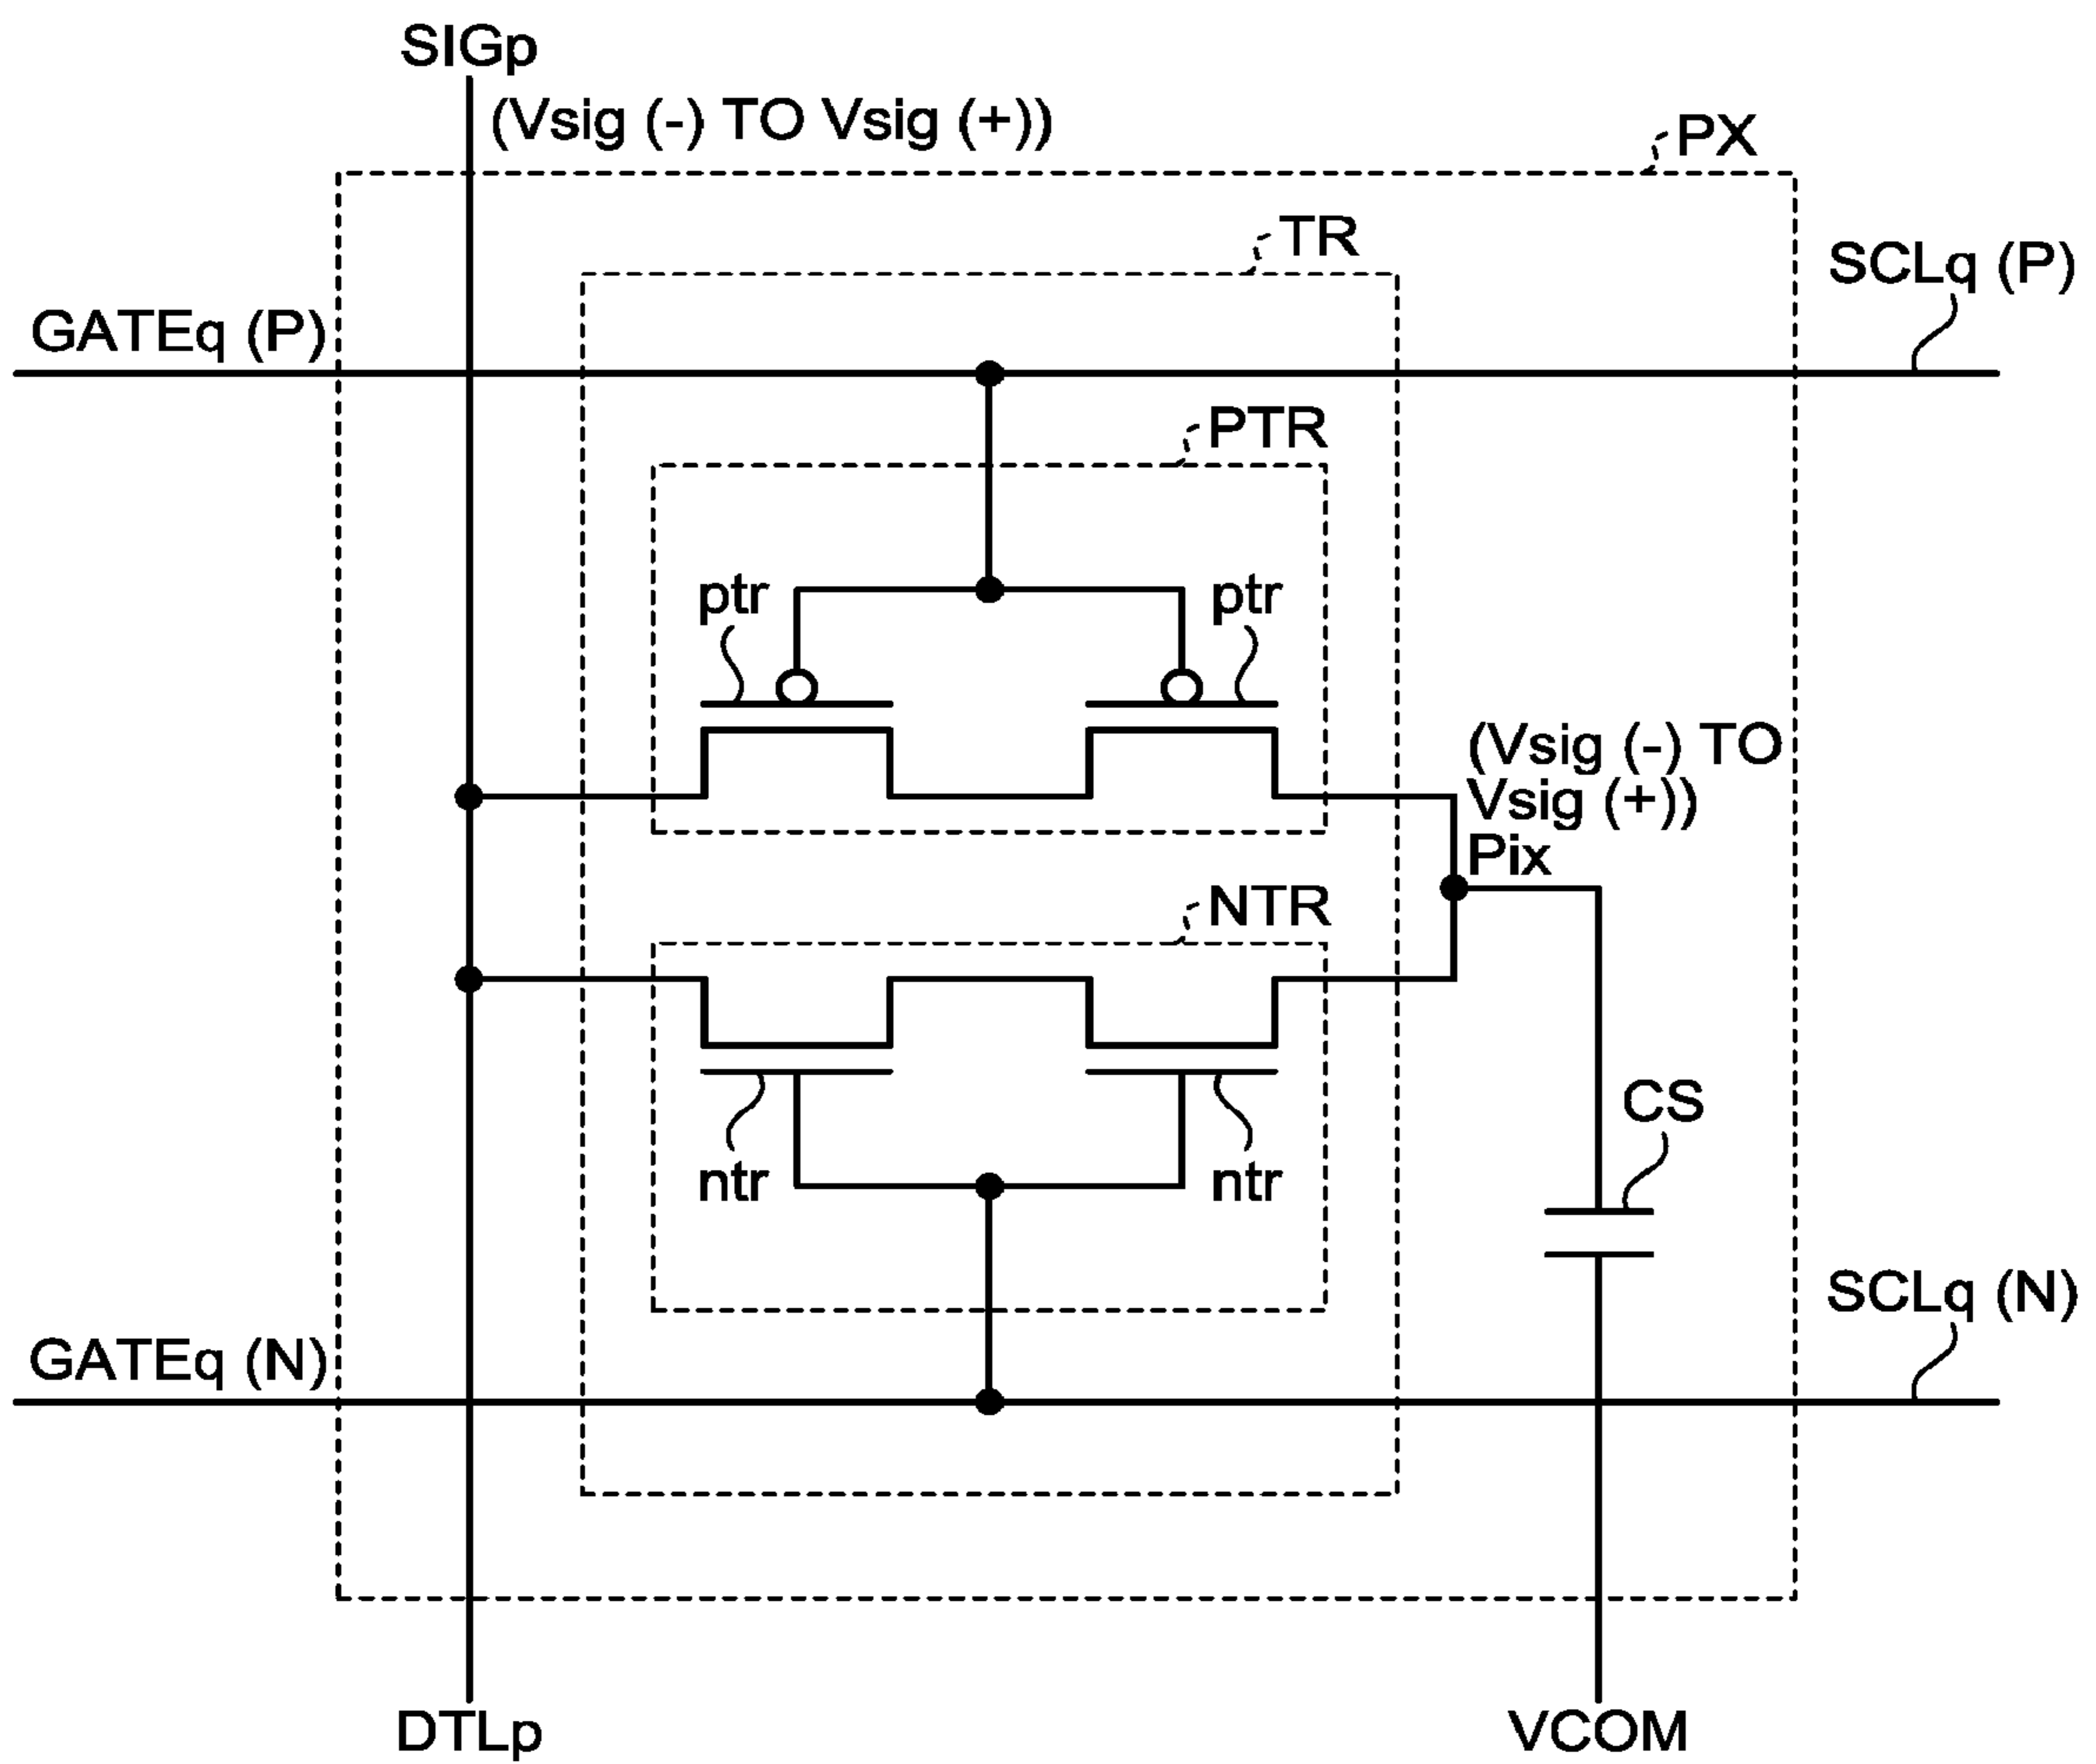 SIGp
(Vsig (-) TO Vsig (+))
PX
TR
SCLq (P)
GATEq (P)
PTR
ptr
ptr
(Vsig (-) TO
Vsig (+))
Pix
NTR
CS
ntr
ntr
SCLq (N)
GATEq (N)
DTLp
VCOM